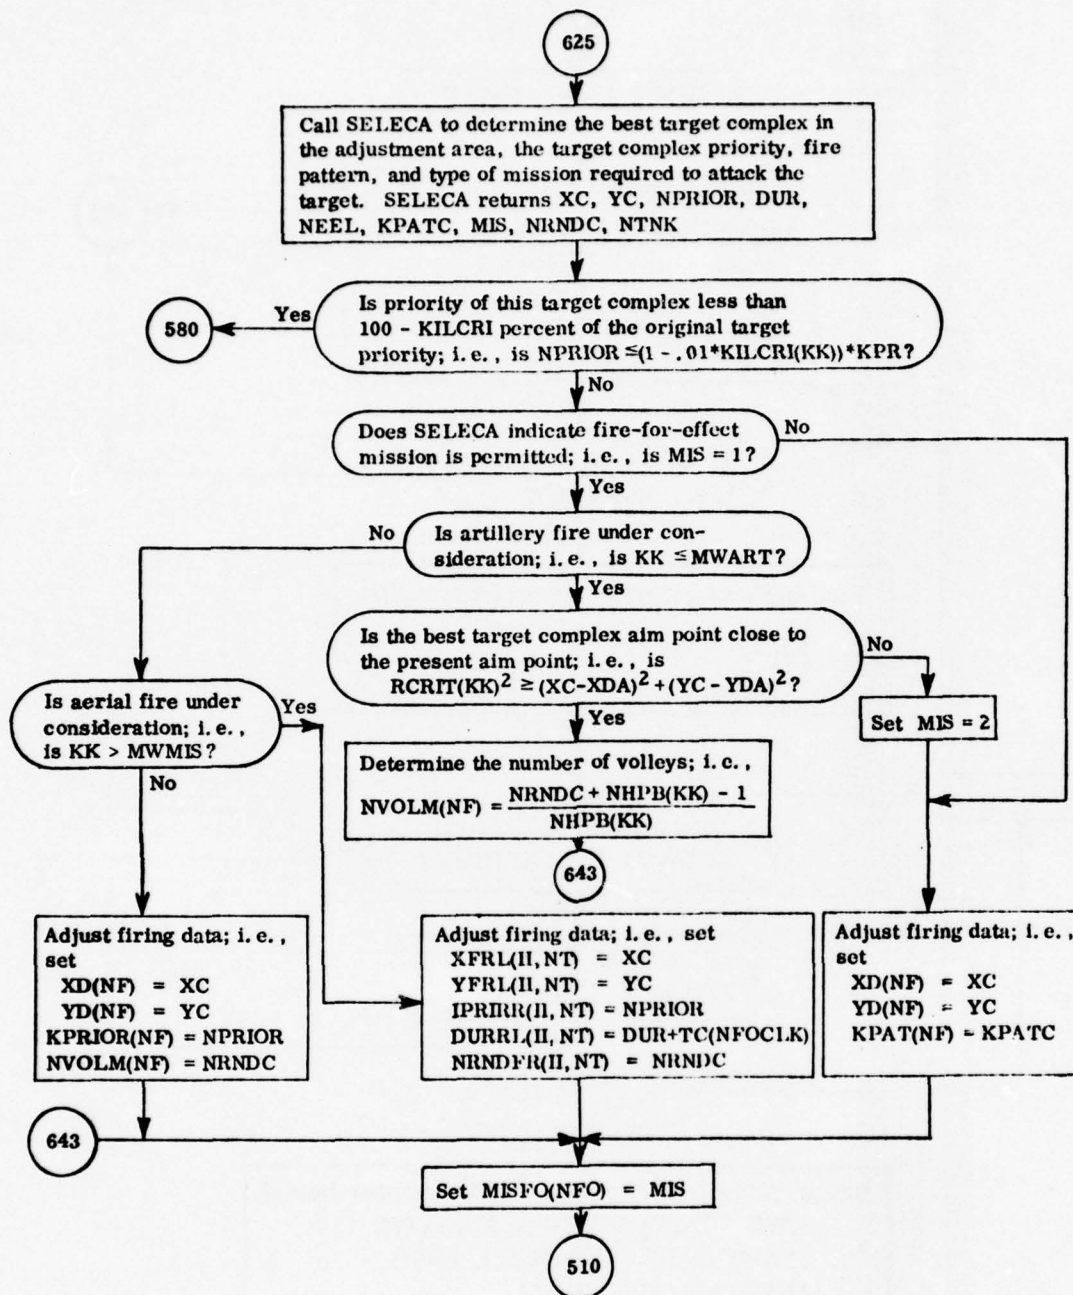 625
Call SELECA to determine the best target complex in
the adjustment area, the target complex priority, fire
pattern, and type of mission required to attack the
target. SELECA returns XC, YC, NPRIOR, DUR,
NEEL, KPATC, MIS, NRNDC, NTNK
580
Yes
Is priority of this target complex less than
100 - KILCRI percent of the original target
priority; i.e., is NPRIOR ≤(1 - .01*KILCRI(KK))*KPR?
No
Does SELECA indicate fire-for-effect
mission is permitted; i.e., is MIS = 1?
No
Yes
No
Is artillery fire under con-
sideration; i.e., is KK ≤ MWART?
Yes
Is the best target complex aim point close to
the present aim point; i.e., is
RCRIT(KK)² ≥ (XC-XDA)² + (YC - YDA)² ?
No
Yes
Set MIS = 2
Is aerial fire under
consideration; i.e.,
is KK > MWMIS?
Yes
No
Determine the number of volleys; i.e.,
NVOLM(NF) = NRNDC + NHPB(KK) - 1
NHPB(KK)
643
Adjust firing data; i.e.,
set
XD(NF) = XC
YD(NF) = YC
KPRIOR(NF) = NPRIOR
NVOLM(NF) = NRNDC
Adjust firing data; i.e., set
XFRL(II, NT) = XC
YFRL(II, NT) = YC
IPRIRR(II, NT) = NPRIOR
DURRL(II, NT) = DUR+TC(NFOCLK)
NRNDFR(II, NT) = NRNDC
Adjust firing data; i.e.,
set
XD(NF) = XC
YD(NF) = YC
KPAT(NF) = KPATC
643
Set MISFO(NFO) = MIS
510